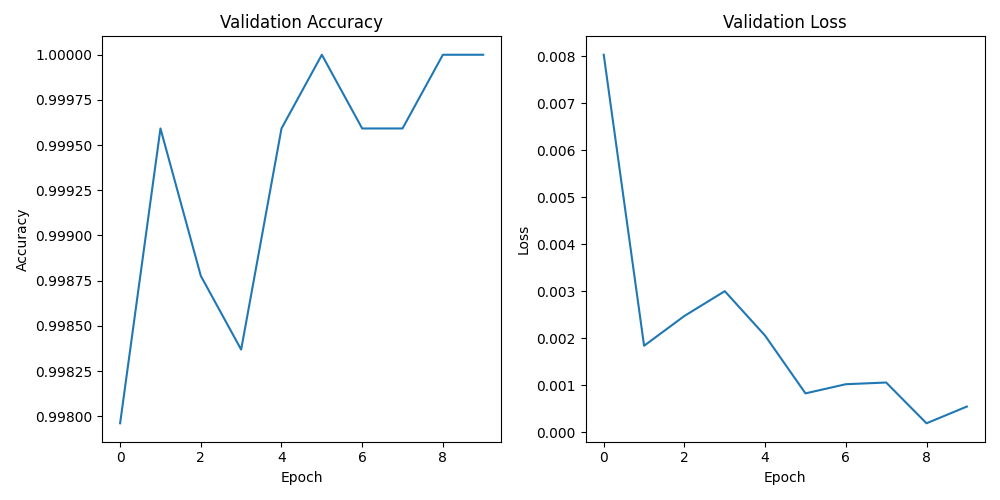 Validation Accuracy
1.00000
0.99975
0.99950
0.99925
0.99900
0.99875
0.99850
0.99825
0.99800
Accuracy
0 2 4 6 8
Epoch
Validation Loss
0.008
0.007
0.006
0.005
0.004
0.003
0.002
0.001
0.000
Loss
0 2 4 6 8
Epoch